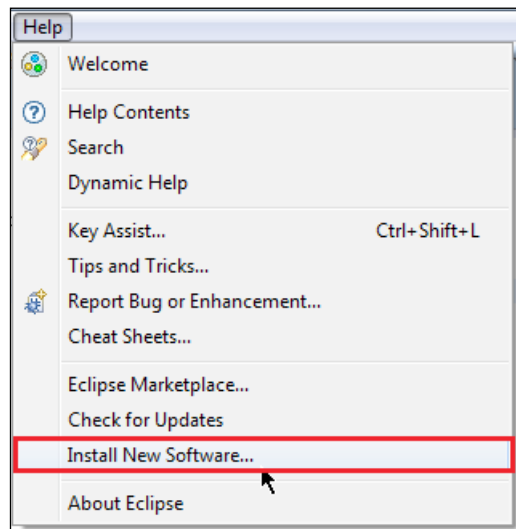 Help
Welcome
Help Contents
Search
Dynamic Help
Key Assist... Ctrl+Shift+L
Tips and Tricks...
Report Bug or Enhancement...
Cheat Sheets...
Eclipse Marketplace...
Check for Updates
Install New Software...
About Eclipse